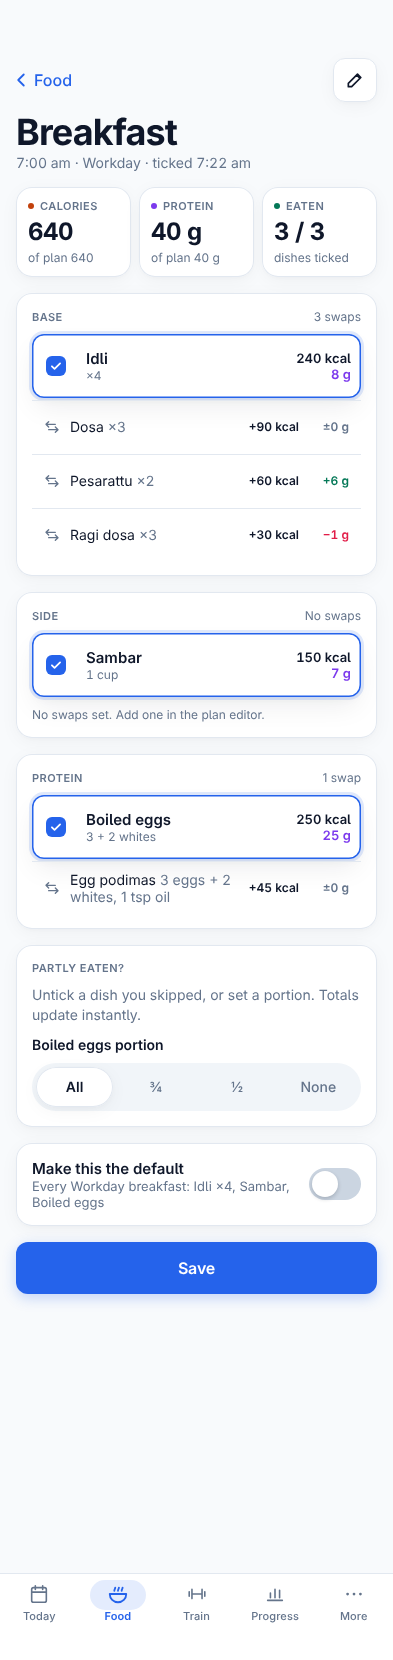 Food
Breakfast
7:00 am · Workday · ticked 7:22 am
CALORIES
640
of plan 640
PROTEIN
40 g
of plan 40 g
EATEN
3 / 3
dishes ticked
BASE 3 swaps
Idli 240 kcal
×4 8 g
Dosa ×3 +90 kcal ±0 g
Pesarattu ×2 +60 kcal +6 g
Ragi dosa ×3 +30 kcal −1 g
SIDE No swaps
Sambar 150 kcal
1 cup 7 g
No swaps set. Add one in the plan editor.
PROTEIN 1 swap
Boiled eggs 250 kcal
3 + 2 whites 25 g
Egg podimas 3 eggs + 2
whites, 1 tsp oil +45 kcal ±0 g
PARTLY EATEN?
Untick a dish you skipped, or set a portion. Totals
update instantly.
Boiled eggs portion
All ¾ ½ None
Make this the default
Every Workday breakfast: Idli ×4, Sambar,
Boiled eggs
Save
Today Food Train Progress More